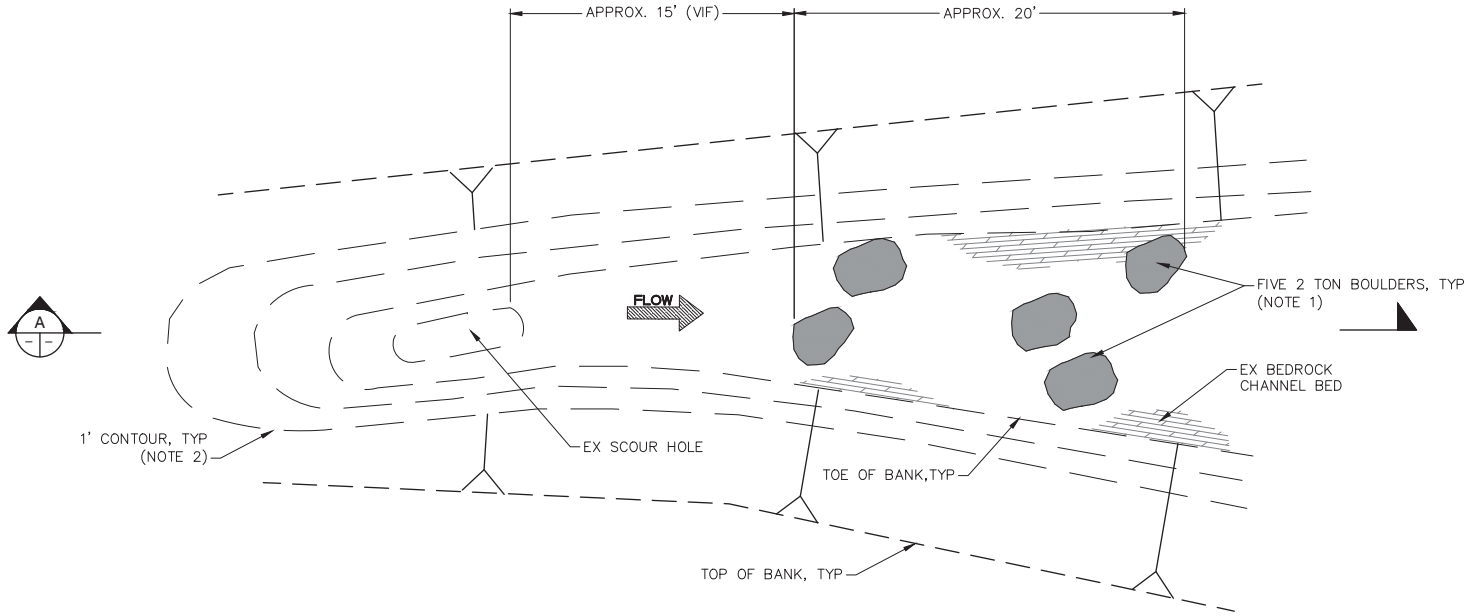 APPROX. 15' (VIF)
APPROX. 20'
FLOW
A
FIVE 2 TON BOULDERS, TYP
(NOTE 1)
EX BEDROCK
CHANNEL BED
1' CONTOUR, TYP
(NOTE 2)
EX SCOUR HOLE
TOE OF BANK,TYP
TOP OF BANK, TYP